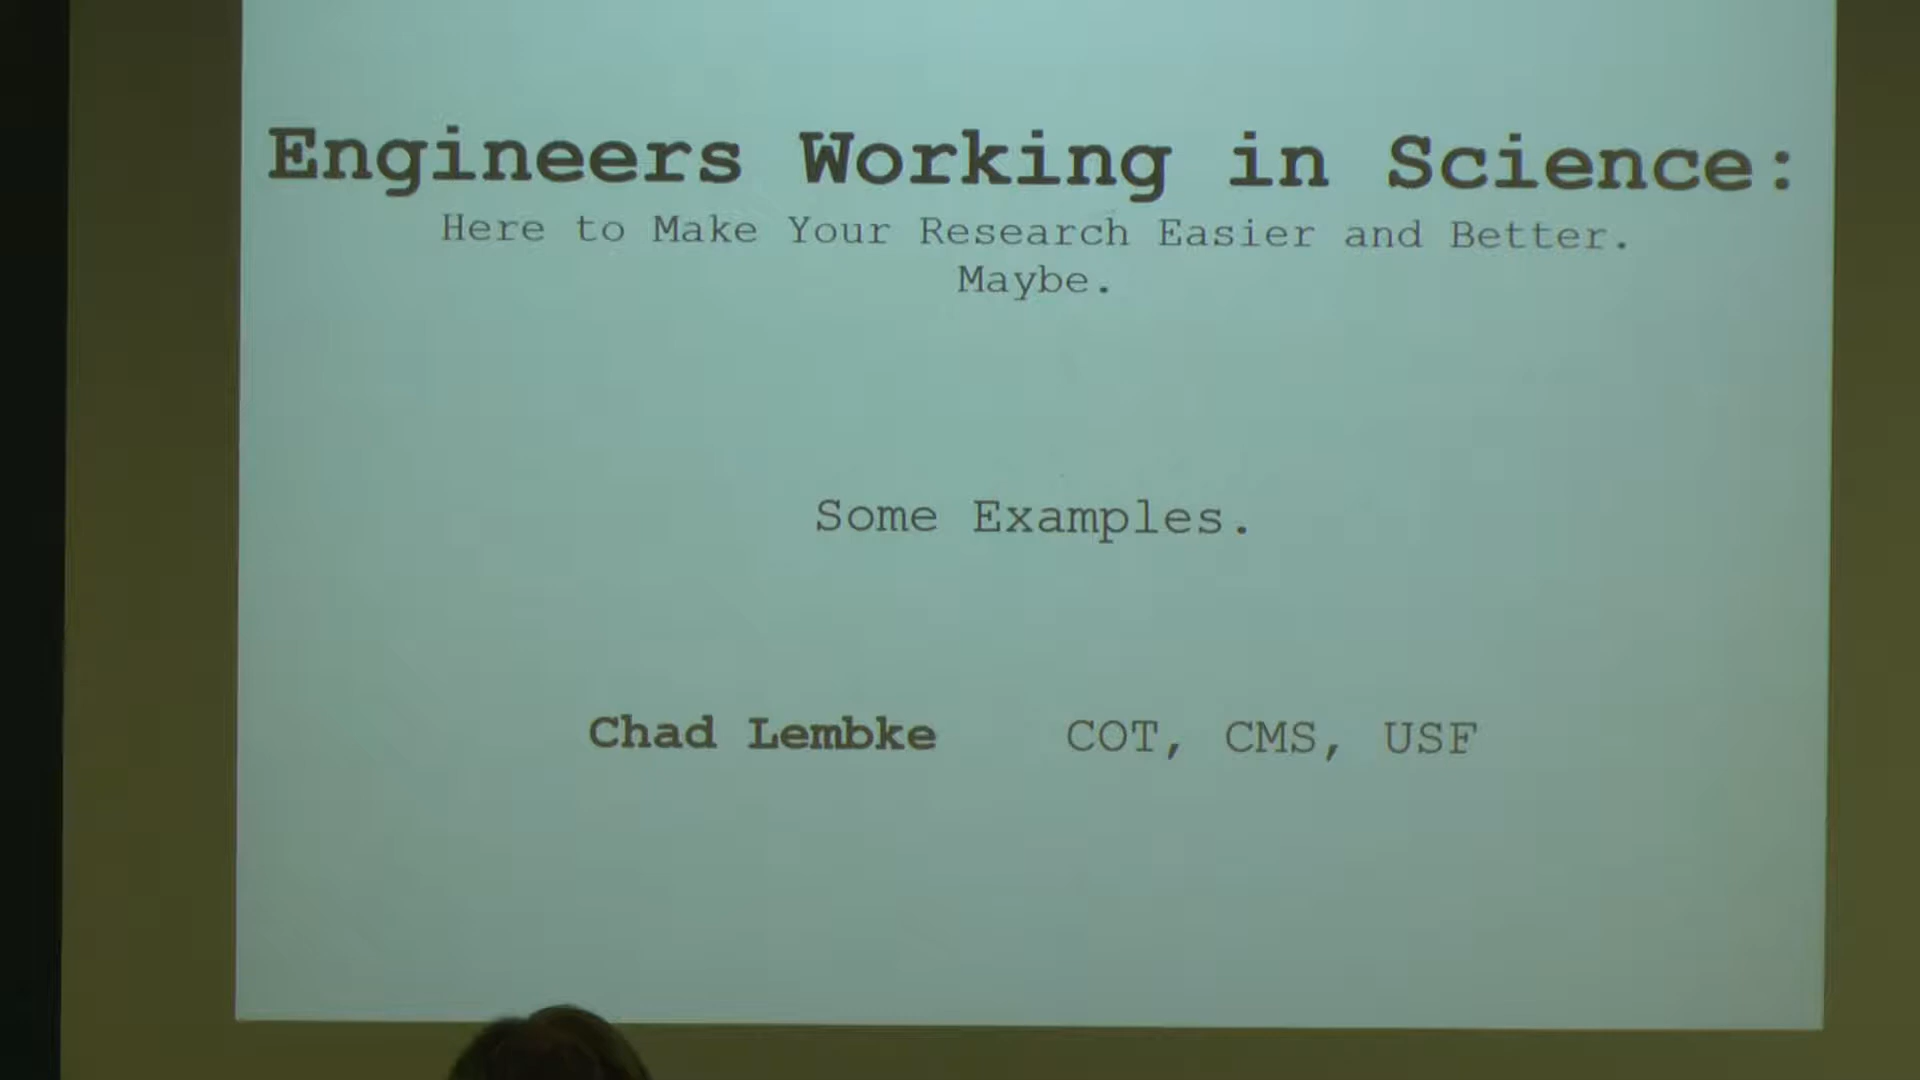 Engineers Working in Science:
Here to Make Your Research Easier and Better.
Maybe.
Some Examples.
Chad Lembke COT, CMS, USF